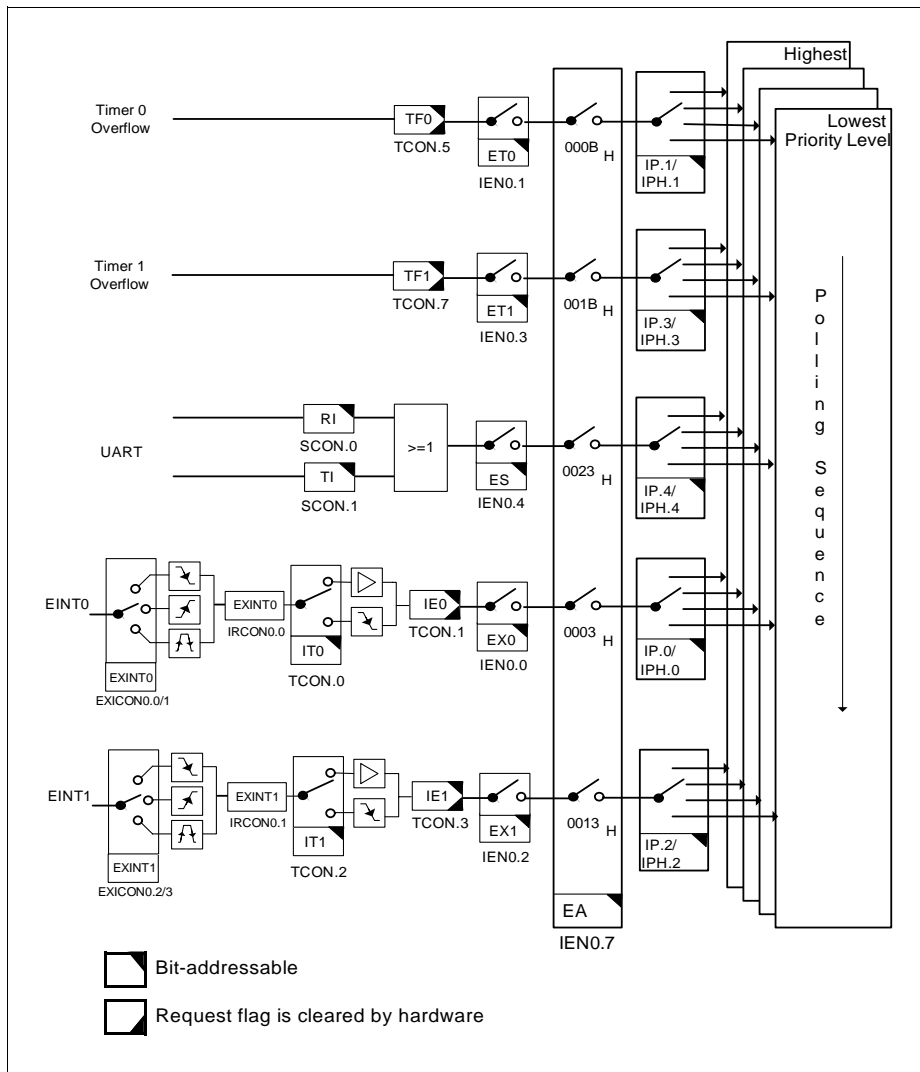 Highest
Lowest
Priority Level
Timer 0
Overflow
TF0
TCON.5
ET0
IEN0.1
000B
H
IP.1/
IPH.1
Timer 1
Overflow
TF1
TCON.7
ET1
IEN0.3
001B
H
IP.3/
IPH.3
UART
RI
SCON.0
TI
SCON.1
>=1
ES
IEN0.4
0023
H
IP.4/
IPH.4
EINT0
EXINT0
EXICON0.0/1
EXINT0
IRCON0.0
IT0
TCON.0
IE0
TCON.1
EX0
IEN0.0
0003
H
IP.0/
IPH.0
EINT1
EXINT1
EXICON0.2/3
EXINT1
IRCON0.1
IT1
TCON.2
IE1
TCON.3
EX1
IEN0.2
0013
H
IP.2/
IPH.2
EA
IEN0.7
Polling Sequence
Bit-addressable
Request flag is cleared by hardware